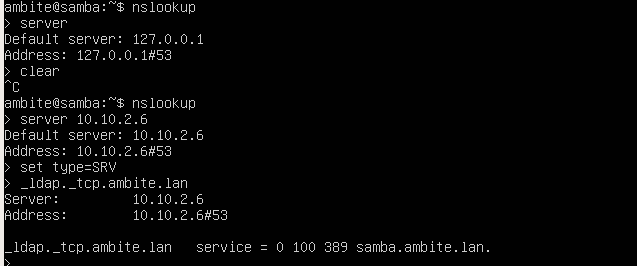 ambite@samba:~$ nslookup
> server
Default server: 127.0.0.1
Address: 127.0.0.1#53
> clear
^C
ambite@samba:~$ nslookup
> server 10.10.2.6
Default server: 10.10.2.6
Address: 10.10.2.6#53
> set type=SRV
> _ldap._tcp.ambite.lan
Server:         10.10.2.6
Address:        10.10.2.6#53
_ldap._tcp.ambite.lan   service = 0 100 389 samba.ambite.lan.
>